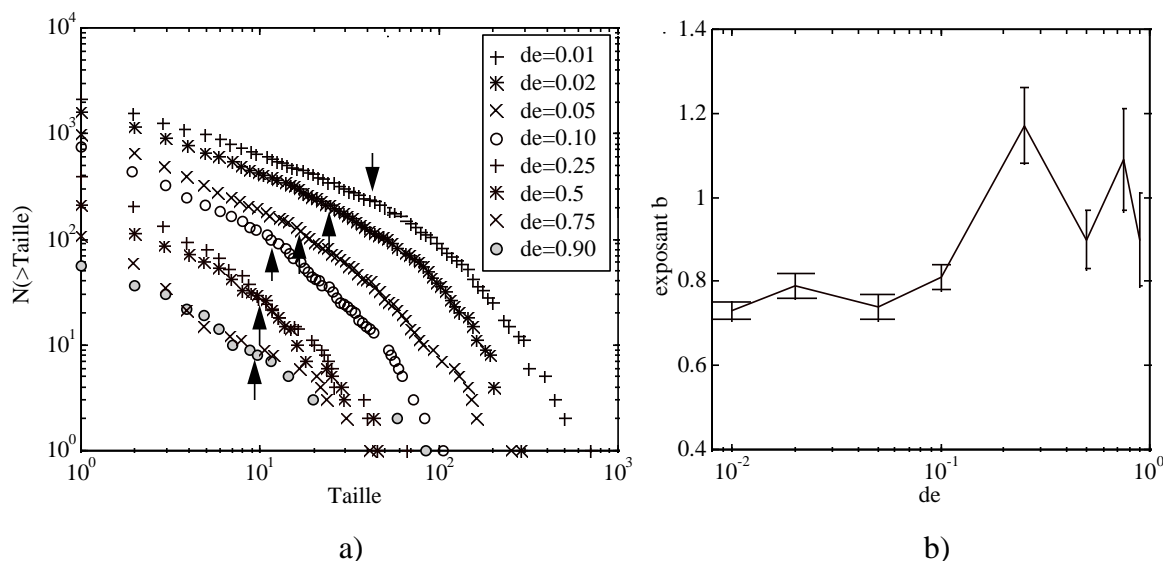 10^4
10^3
10^2
10^1
10^0
N(>Taille)
de=0.01
de=0.02
de=0.05
de=0.10
de=0.25
de=0.5
de=0.75
de=0.90
10^0
10^1
10^2
10^3
Taille
a)
1.4
1.2
1
0.8
0.6
0.4
exposant b
10^-2
10^-1
10^0
de
b)